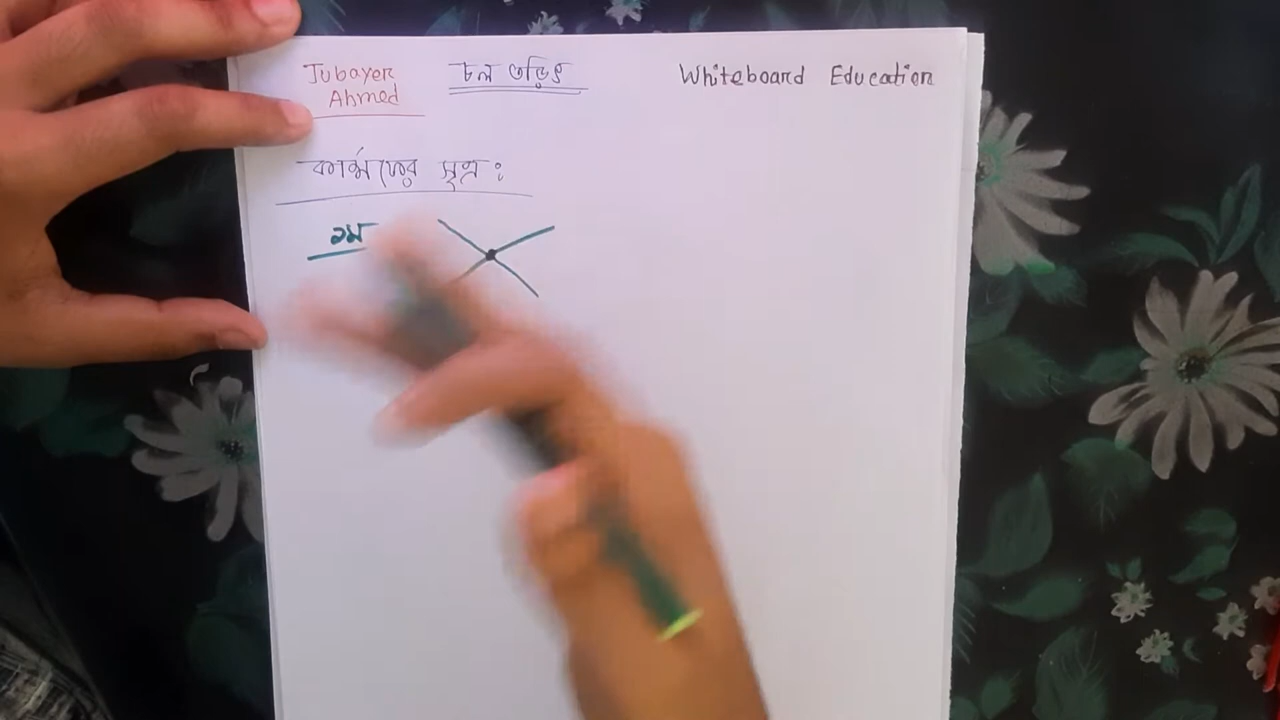 Jubayer
Ahmed
চল তড়িৎ
Whiteboard Education
কার্শফের সূত্র :
১ম